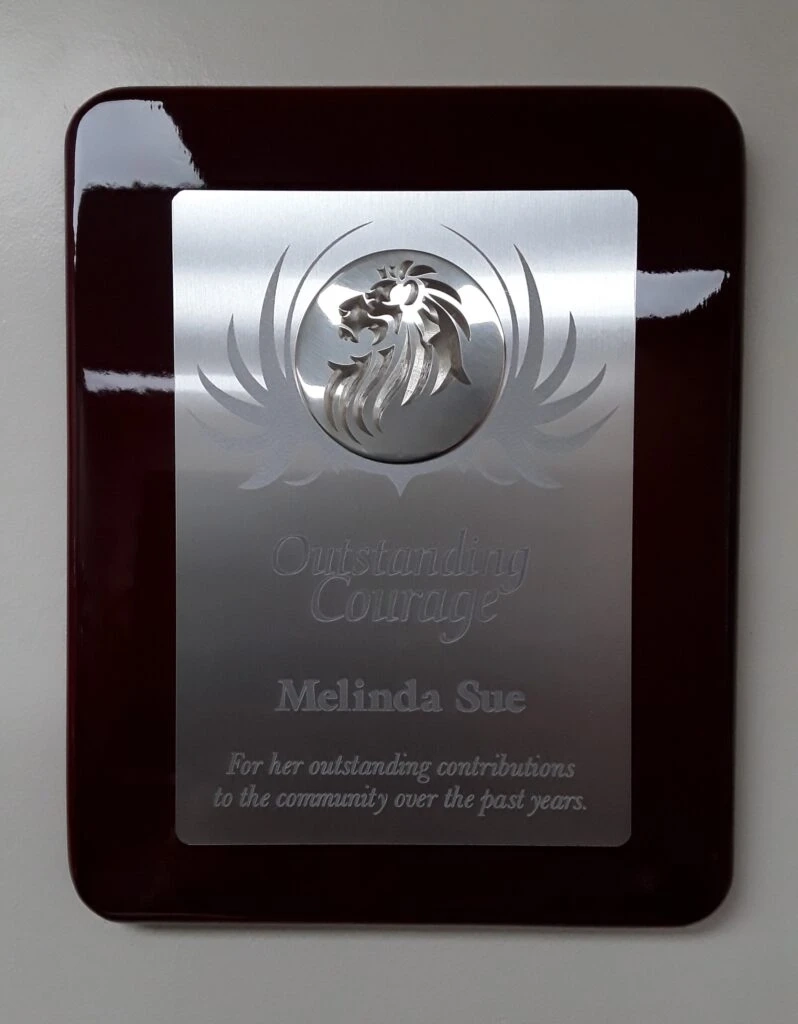 Outstanding
Courage
Melinda Sue
For her outstanding contributions
to the community over the past years.